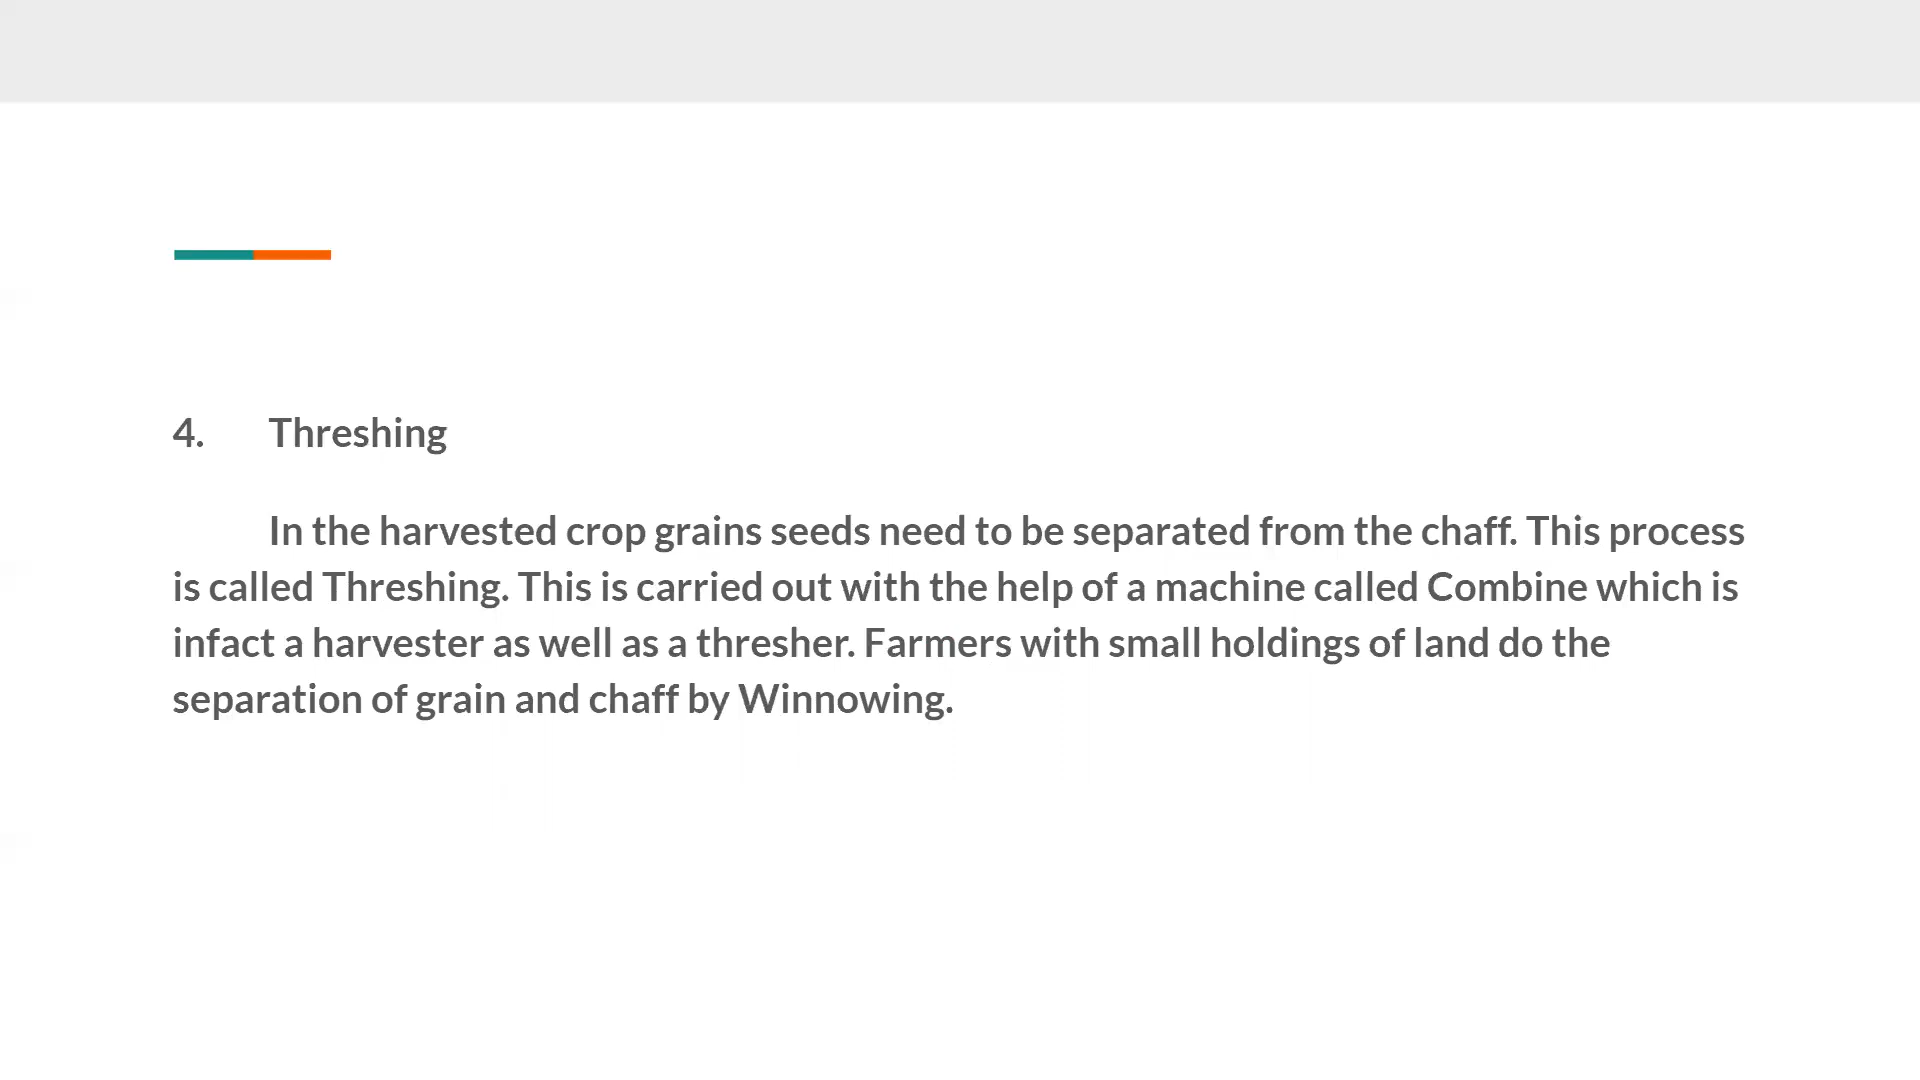 4. Threshing
In the harvested crop grains seeds need to be separated from the chaff. This process
is called Threshing. This is carried out with the help of a machine called Combine which is
infact a harvester as well as a thresher. Farmers with small holdings of land do the
separation of grain and chaff by Winnowing.